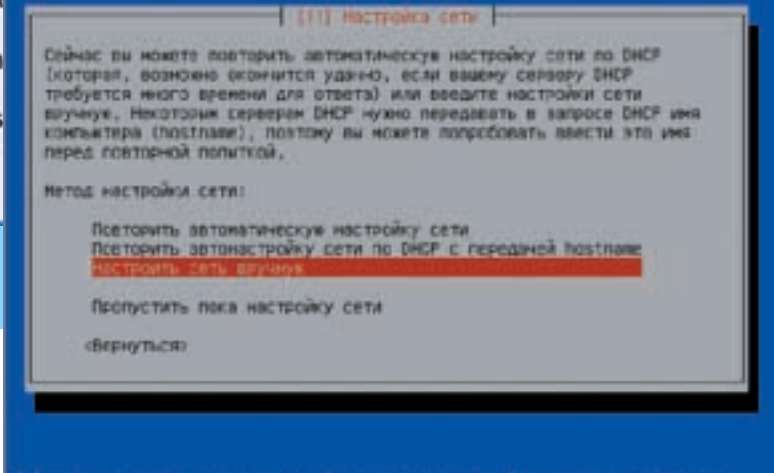 [!!] Настройка сети
Сейчас вы можете повторить автоматическую настройку сети по DHCP
(которая, возможно окончится удачно, если вашему серверу DHCP
требуется много времени для ответа) или введите настройки сети
вручную. Некоторым серверам DHCP нужно передавать в запросе DHCP имя
компьютера (hostname), поэтому вы можете попробовать ввести это имя
перед повторной попыткой.
Метод настройки сети:
Повторить автоматическую настройку сети
Повторить автонастройку сети по DHCP с передачей hostname
Настроить сеть вручную
Пропустить пока настройку сети
<Вернуться>